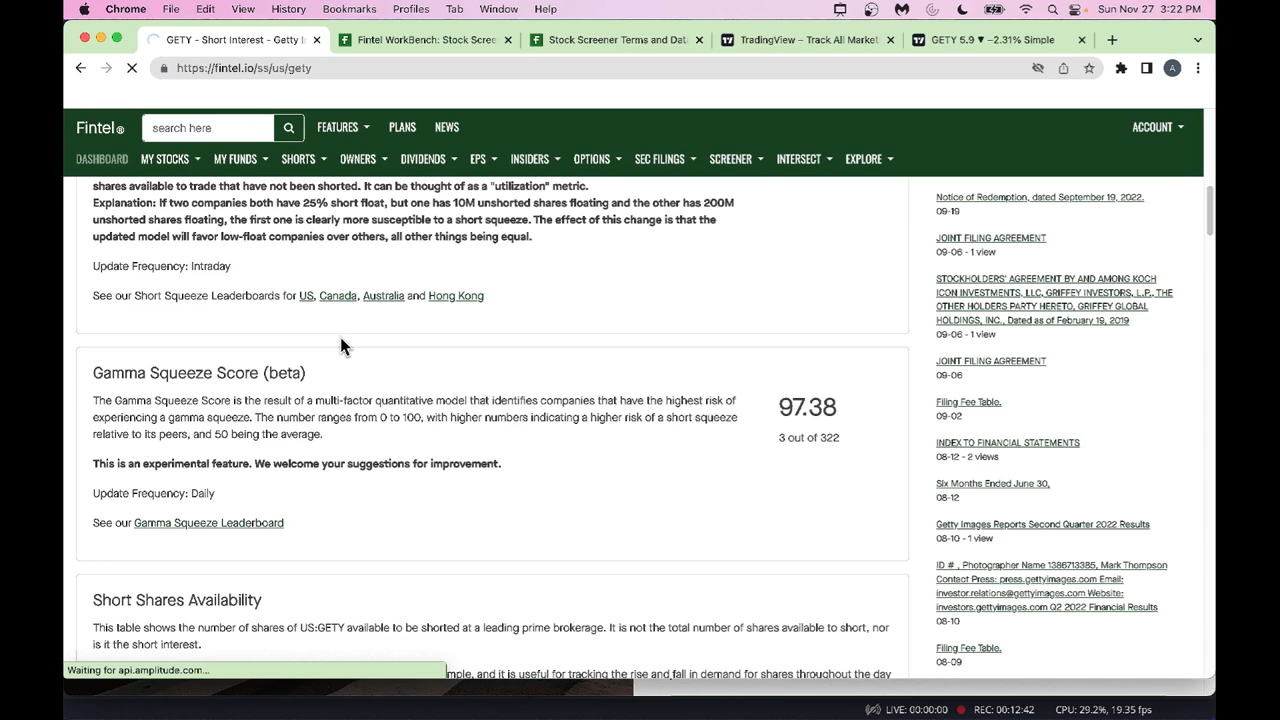 Chrome File Edit View History Bookmarks Profiles Tab Window Help Sun Nov 27 3:22 PM
GETY - Short Interest - Getty I Fintel WorkBench: Stock Scree Stock Screener Terms and Data TradingView – Track All Market GETY 5.9 ▼ −2.31% Simple
https://fintel.io/ss/us/gety A
Fintel® search here FEATURES PLANS NEWS ACCOUNT
DASHBOARD MY STOCKS MY FUNDS SHORTS OWNERS DIVIDENDS EPS INSIDERS OPTIONS SEC FILINGS SCREENER INTERSECT EXPLORE
shares available to trade that have not been shorted. It can be thought of as a "utilization" metric.
Explanation: If two companies both have 25% short float, but one has 10M unshorted shares floating and the other has 200M
unshorted shares floating, the first one is clearly more susceptible to a short squeeze. The effect of this change is that the
updated model will favor low-float companies over others, all other things being equal.
Update Frequency: Intraday
See our Short Squeeze Leaderboards for US, Canada, Australia and Hong Kong
Gamma Squeeze Score (beta)
The Gamma Squeeze Score is the result of a multi-factor quantitative model that identifies companies that have the highest risk of
experiencing a gamma squeeze. The number ranges from 0 to 100, with higher numbers indicating a higher risk of a short squeeze
relative to its peers, and 50 being the average.
This is an experimental feature. We welcome your suggestions for improvement.
Update Frequency: Daily
See our Gamma Squeeze Leaderboard
97.38
3 out of 322
Short Shares Availability
This table shows the number of shares of US:GETY available to be shorted at a leading prime brokerage. It is not the total number of shares available to short, nor
is it the short interest.
mple, and it is useful for tracking the rise and fall in demand for shares throughout the day
Notice of Redemption, dated September 19, 2022.
09-19
JOINT FILING AGREEMENT
09-06 - 1 view
STOCKHOLDERS' AGREEMENT BY AND AMONG KOCH
ICON INVESTMENTS, LLC, GRIFFEY INVESTORS, L.P., THE
OTHER HOLDERS PARTY HERETO, GRIFFEY GLOBAL
HOLDINGS, INC., Dated as of February 19, 2019
09-06 - 1 view
JOINT FILING AGREEMENT
09-06
Filing Fee Table.
09-02
INDEX TO FINANCIAL STATEMENTS
08-12 - 2 views
Six Months Ended June 30,
08-12
Getty Images Reports Second Quarter 2022 Results
08-10 - 1 view
ID # , Photographer Name 1386713385, Mark Thompson
Contact Press: press.gettyimages.com Email:
investor.relations@gettyimages.com Website:
investors.gettyimages.com Q2 2022 Financial Results
08-10
Filing Fee Table.
08-09
Waiting for api.amplitude.com...
LIVE: 00:00:00 REC: 00:12:42 CPU: 29.2%, 19.35 fps